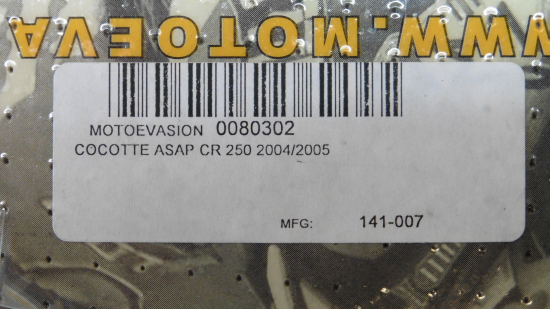 WWW.MOTOEVA
MOTOEVASION 0080302
COCOTTE ASAP CR 250 2004/2005
MFG: 141-007